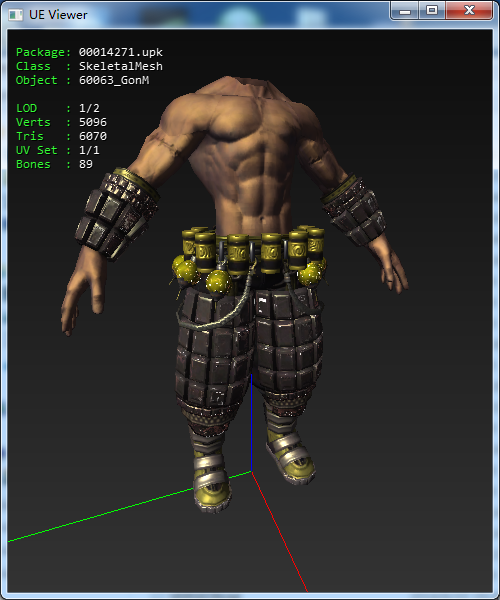 UE Viewer
Package: 00014271.upk
Class : SkeletalMesh
Object : 60063_GonM
LOD : 1/2
Verts : 5096
Tris : 6070
UV Set : 1/1
Bones : 89